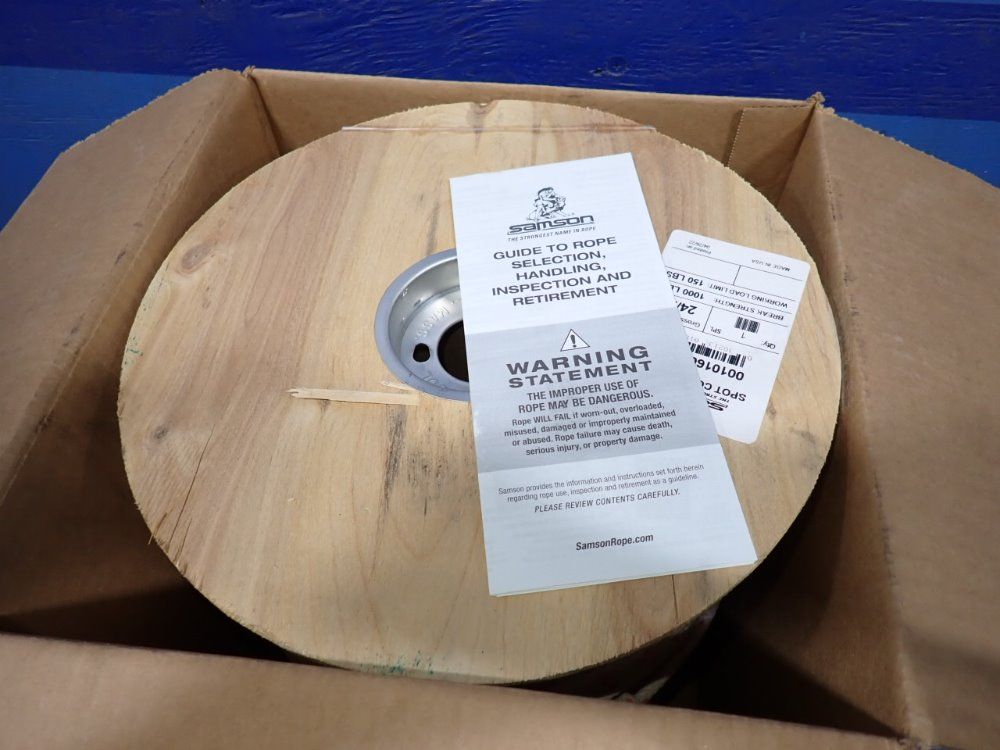 SAMSON
THE STRONGEST NAME IN ROPE
GUIDE TO ROPE
SELECTION,
HANDLING,
INSPECTION AND
RETIREMENT
WARNING
STATEMENT
THE IMPROPER USE OF
ROPE MAY BE DANGEROUS.
Rope WILL FAIL if worn-out, overloaded,
misused, damaged or improperly maintained
or abused. Rope failure may cause death,
serious injury, or property damage.
Samson provides the information and instructions set forth herein
regarding rope use, inspection and retirement as a guideline.
PLEASE REVIEW CONTENTS CAREFULLY.
SamsonRope.com
SPOT
Qty:
1
SPL
Gross
BREAK STRENGTH: 1000
WORKING LOAD LIMIT: 150 LBS
MADE IN USA
Printed on